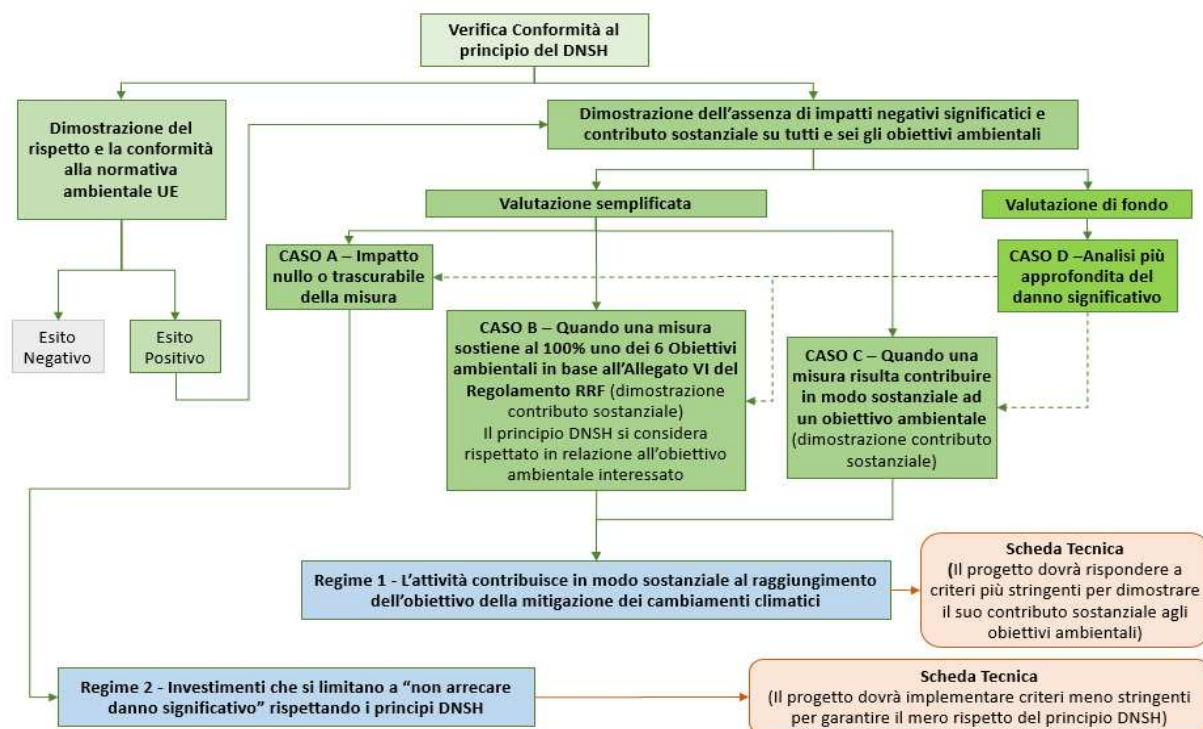 Verifica Conformità al
principio del DNSH
Dimostrazione del
rispetto e la conformità
alla normativa
ambientale UE
Dimostrazione dell'assenza di impatti negativi significatici e
contributo sostanziale su tutti e sei gli obiettivi ambientali
Valutazione semplificata
Valutazione di fondo
CASO A – Impatto
nullo o trascurabile
della misura
CASO D –Analisi più
approfondita del
danno significativo
Esito
Negativo
Esito
Positivo
CASO B – Quando una misura
sostiene al 100% uno dei 6 Obiettivi
ambientali in base all'Allegato VI del
Regolamento RRF (dimostrazione
contributo sostanziale)
Il principio DNSH si considera
rispettato in relazione all'obiettivo
ambientale interessato
CASO C – Quando una
misura risulta contribuire
in modo sostanziale ad
un obiettivo ambientale
(dimostrazione contributo
sostanziale)
Regime 1 - L'attività contribuisce in modo sostanziale al raggiungimento
dell'obiettivo della mitigazione dei cambiamenti climatici
Scheda Tecnica
(Il progetto dovrà rispondere a
criteri più stringenti per dimostrare
il suo contributo sostanziale agli
obiettivi ambientali)
Regime 2 - Investimenti che si limitano a “non arrecare
danno significativo” rispettando i principi DNSH
Scheda Tecnica
(Il progetto dovrà implementare criteri meno stringenti
per garantire il mero rispetto del principio DNSH)